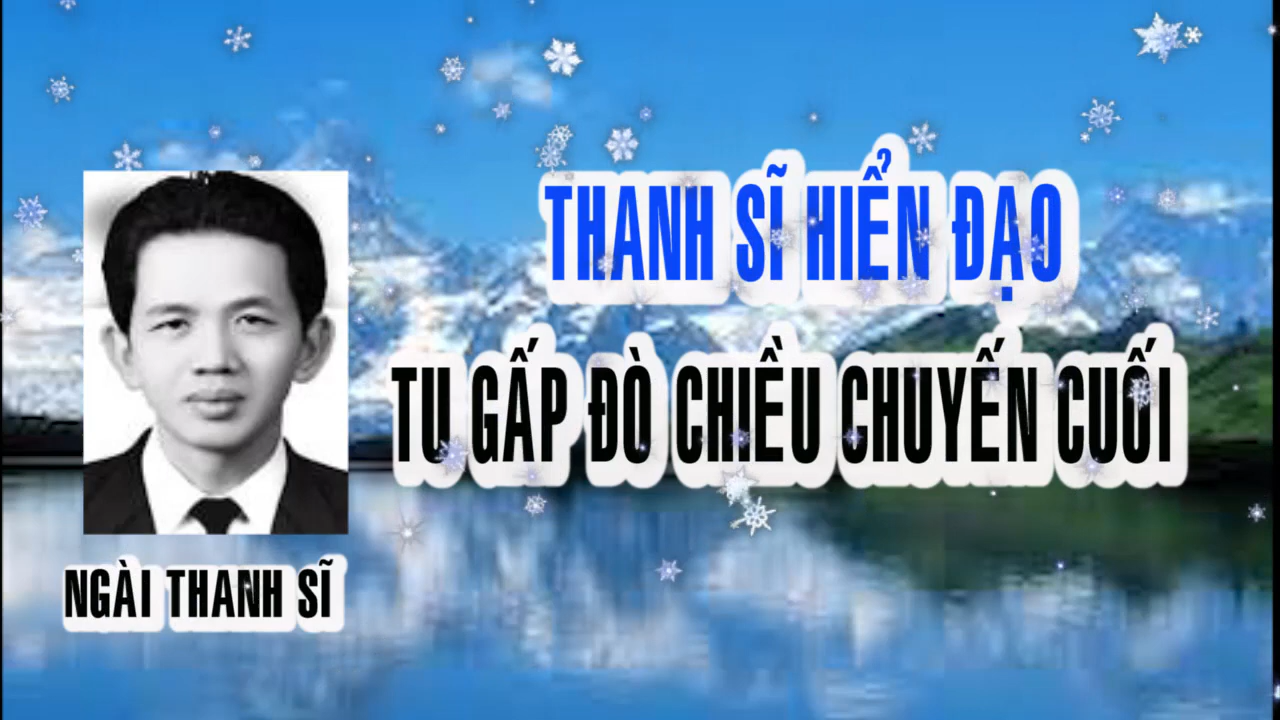 THANH SĨ HIỂN ĐẠO
TU GẤP ĐÒ CHIỀU CHUYẾN CUỐI
NGÀI THANH SĨ